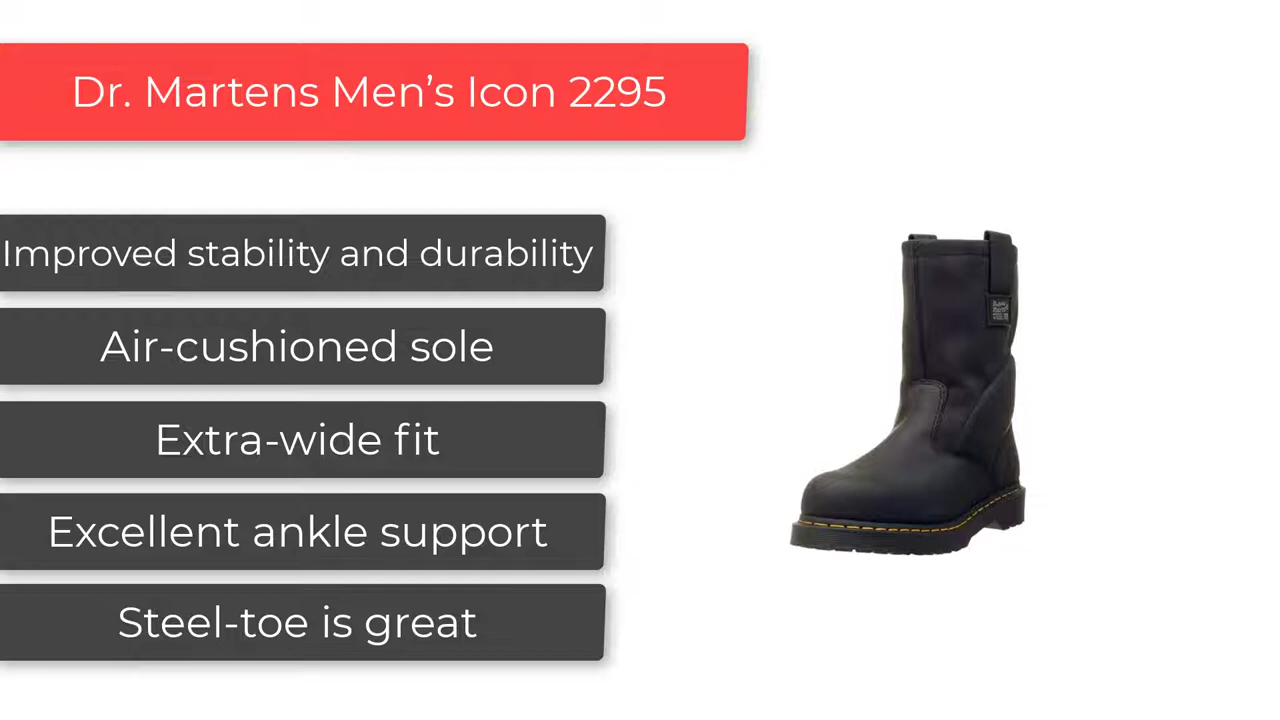 Dr. Martens Men’s Icon 2295
Improved stability and durability
Air-cushioned sole
Extra-wide fit
Excellent ankle support
Steel-toe is great